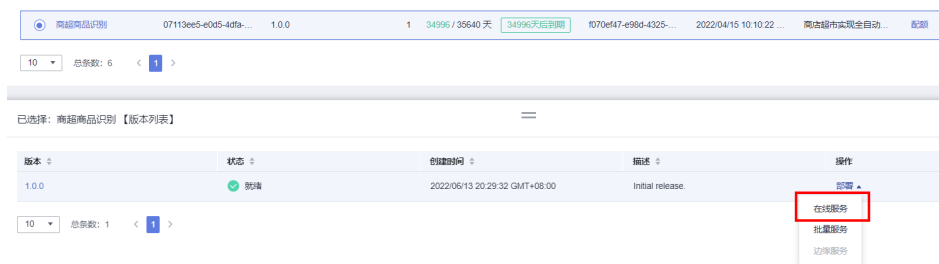 商超商品识别 07113ee5-e0d5-4dfa-... 1.0.0 1 34996 / 35640 天 34996天后到期 f070ef47-e98d-4325-... 2022/04/15 10:10:22 ... 商店超市实现全自动... 配额
10 总条数: 6 < 1 >
已选择: 商超商品识别 【版本列表】
版本 状态 创建时间 描述 操作
1.0.0 就绪 2022/06/13 20:29:32 GMT+08:00 Initial release. 部署
在线服务
10 总条数: 1 < 1 >
批量服务
边缘服务